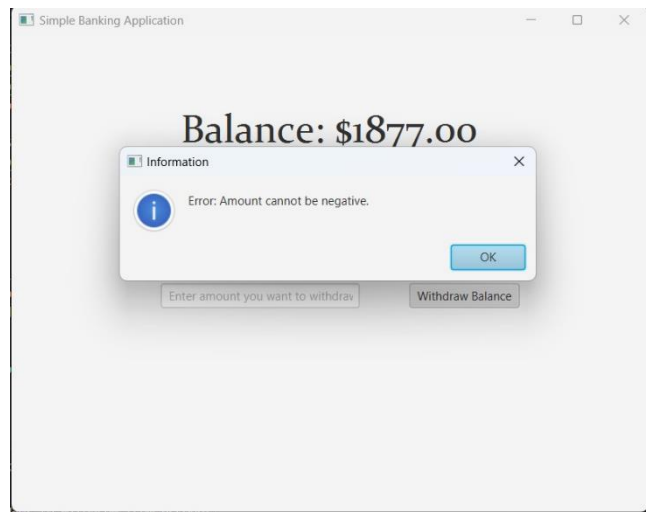 Simple Banking Application
Balance: $1877.00
Information
Error: Amount cannot be negative.
OK
Enter amount you want to withdraw
Withdraw Balance